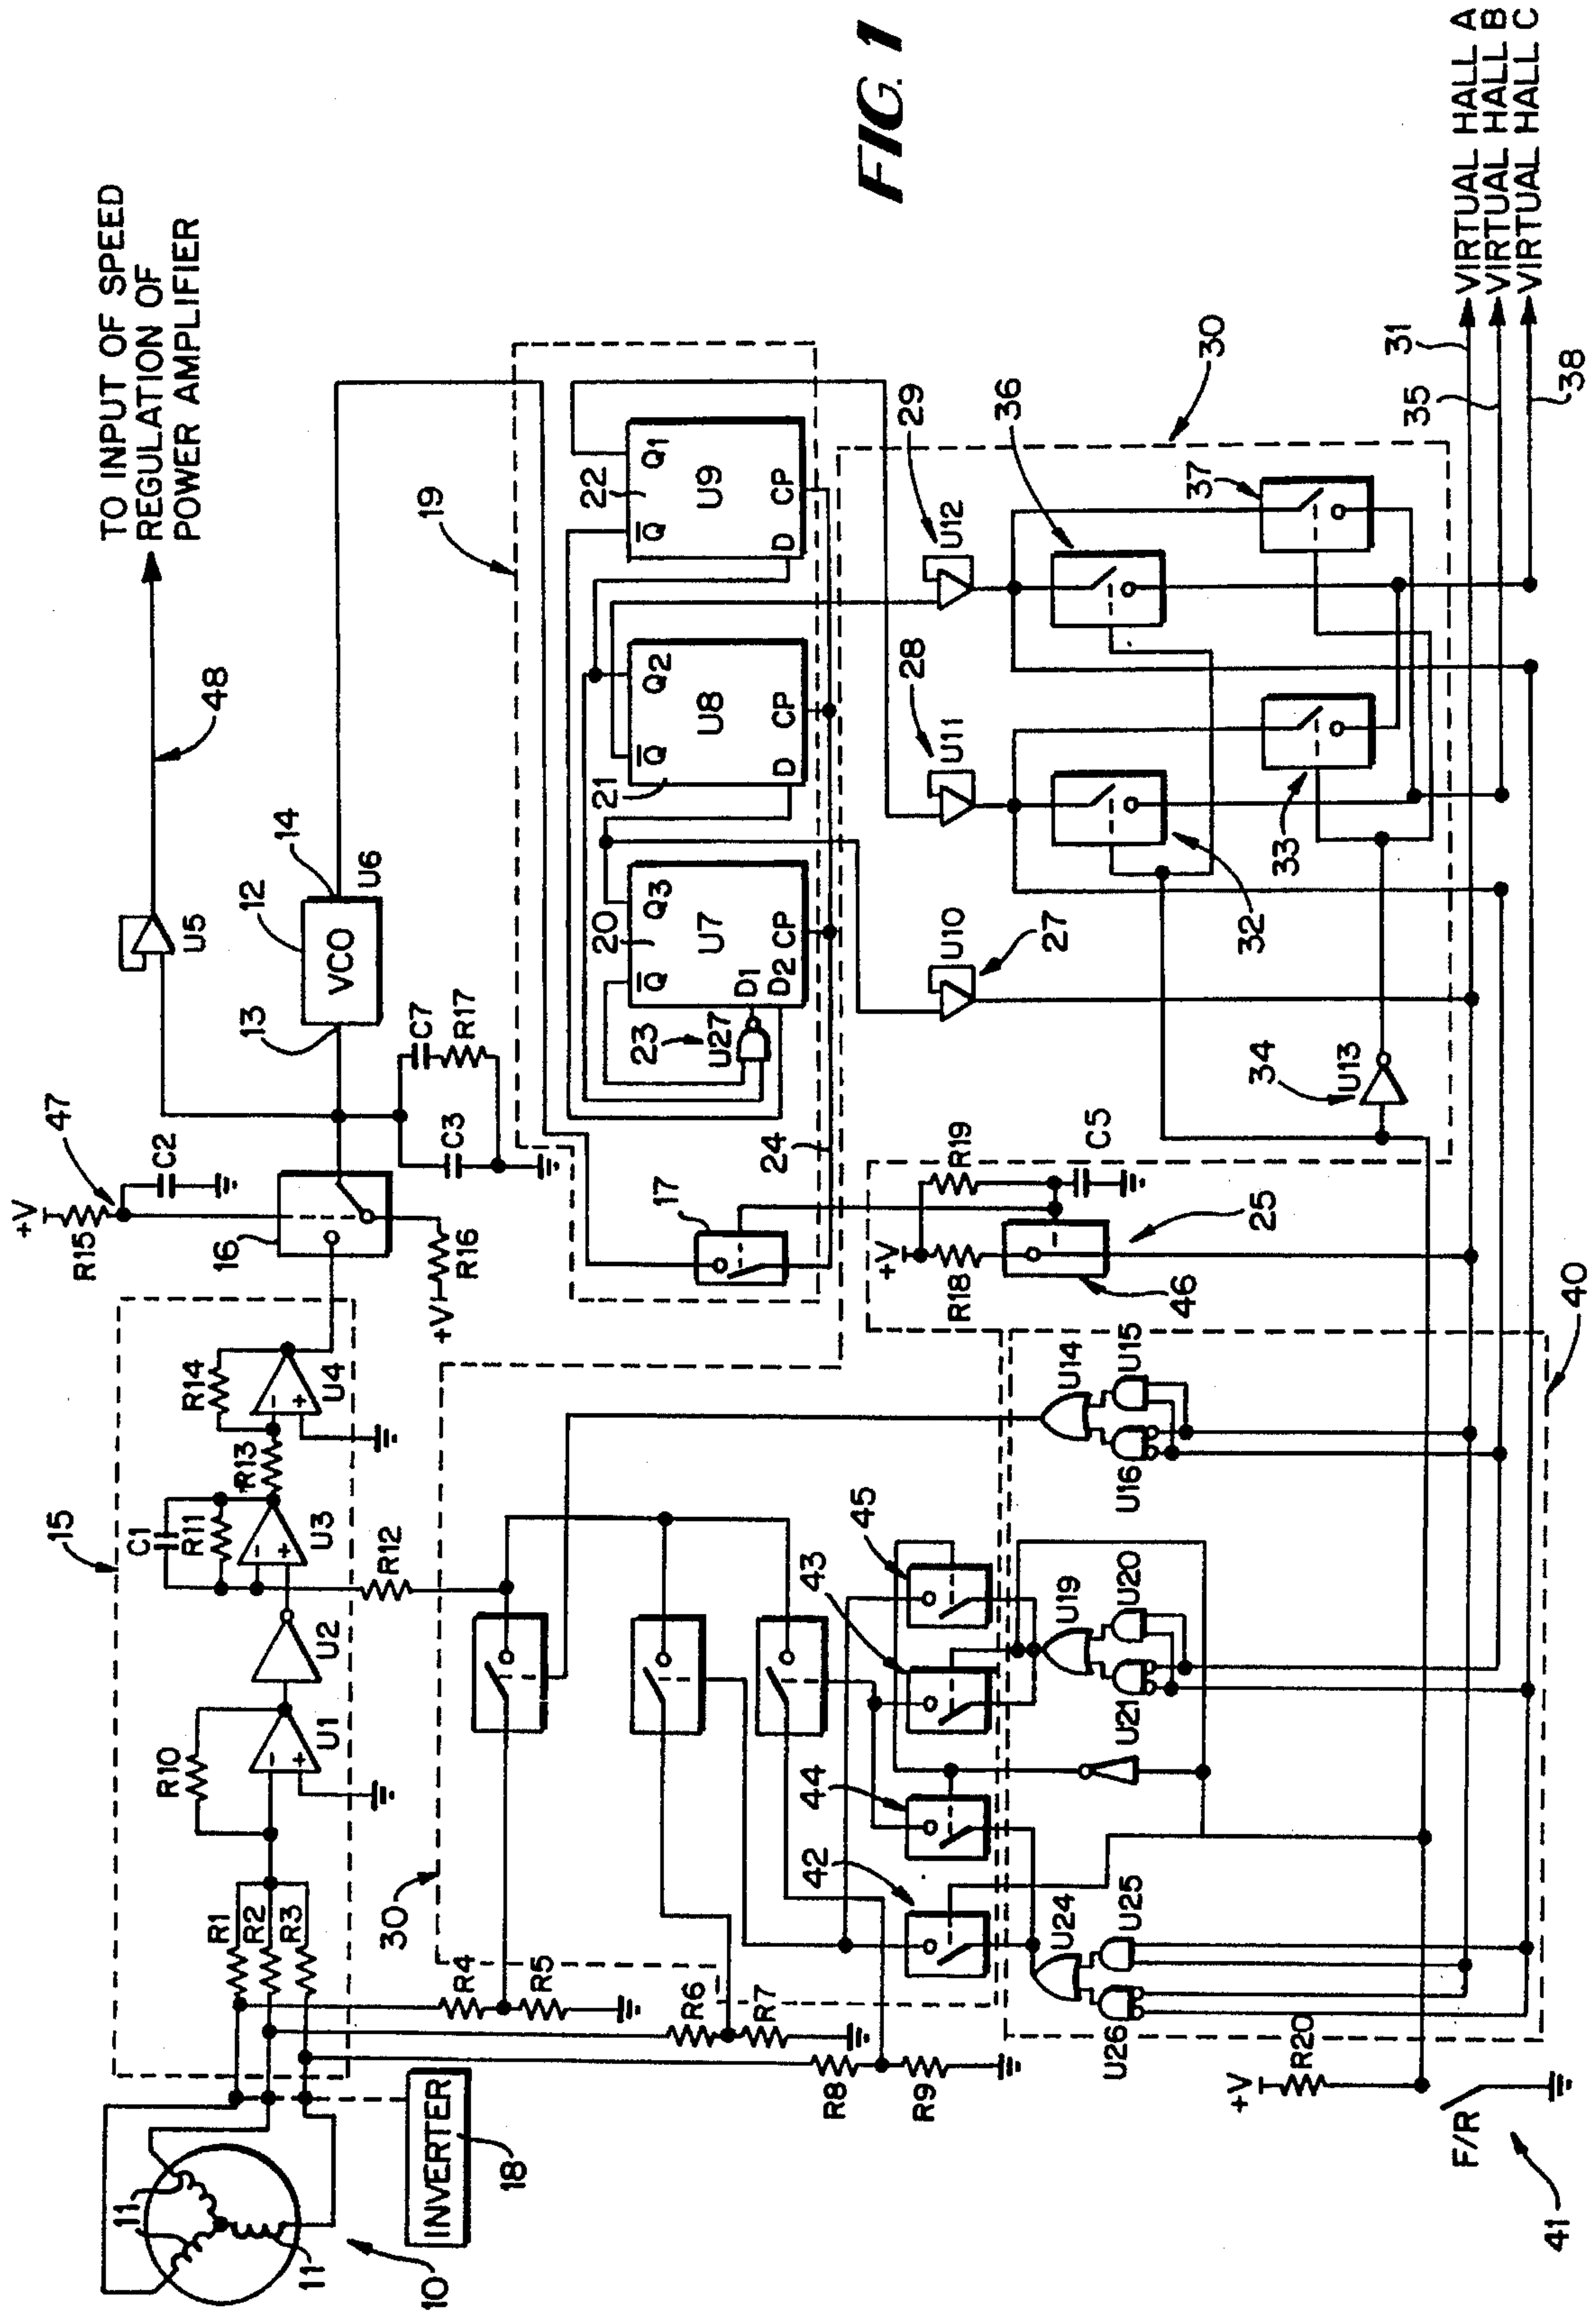 TO INPUT OF SPEED
REGULATION OF
POWER AMPLIFIER
48
U5
47
+V
R15
C2
16
+V
R16
13
12
14
VCO
U6
C7
R17
C3
15
C1
R11
R14
R13
U3
U4
R10
U1
U2
R12
R1
R2
R3
11
11
11
10
INVERTER
18
19
17
24
20
Q̅
Q3
U7
D1
D2
CP
23
U27
21
Q̅
Q2
U8
D
CP
22
Q̅
Q1
U9
D
CP
FIG. 1
30
R4
R5
R6
R7
R8
R9
42
44
43
45
+V
R18
R19
C5
25
46
27
U10
28
U11
29
U12
30
32
33
36
37
34
U13
40
U14
U15
U16
U19
U20
U21
U24
U25
U26
+V
R20
F/R
41
31
35
38
VIRTUAL HALL A
VIRTUAL HALL B
VIRTUAL HALL C